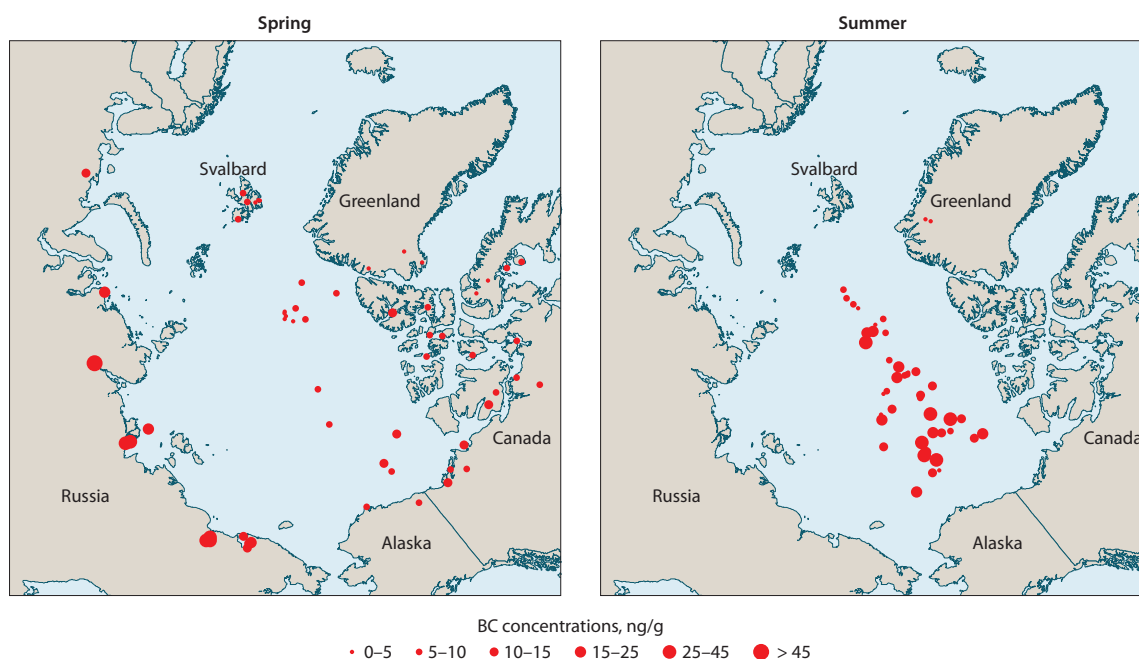 Spring
Summer
Svalbard
Greenland
Canada
Russia
Alaska
Svalbard
Greenland
Canada
Russia
Alaska
BC concentrations, ng/g
0–5 5–10 10–15 15–25 25–45 > 45